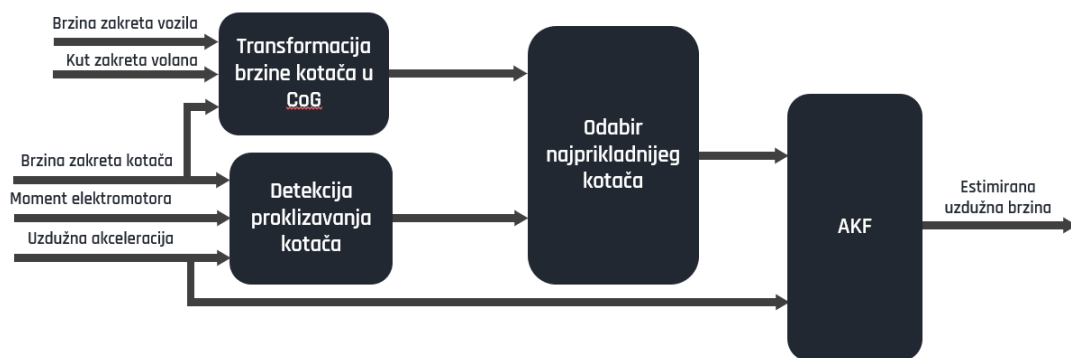 Brzina zakreta vozila
Kut zakreta volana
Transformacija
brzine kotača u
CoG
Brzina zakreta kotača
Moment elektromotora
Uzdužna akceleracija
Detekcija
proklizavanja
kotača
Odabir
najprikladnijeg
kotača
AKF
Estimirana
uzdužna brzina